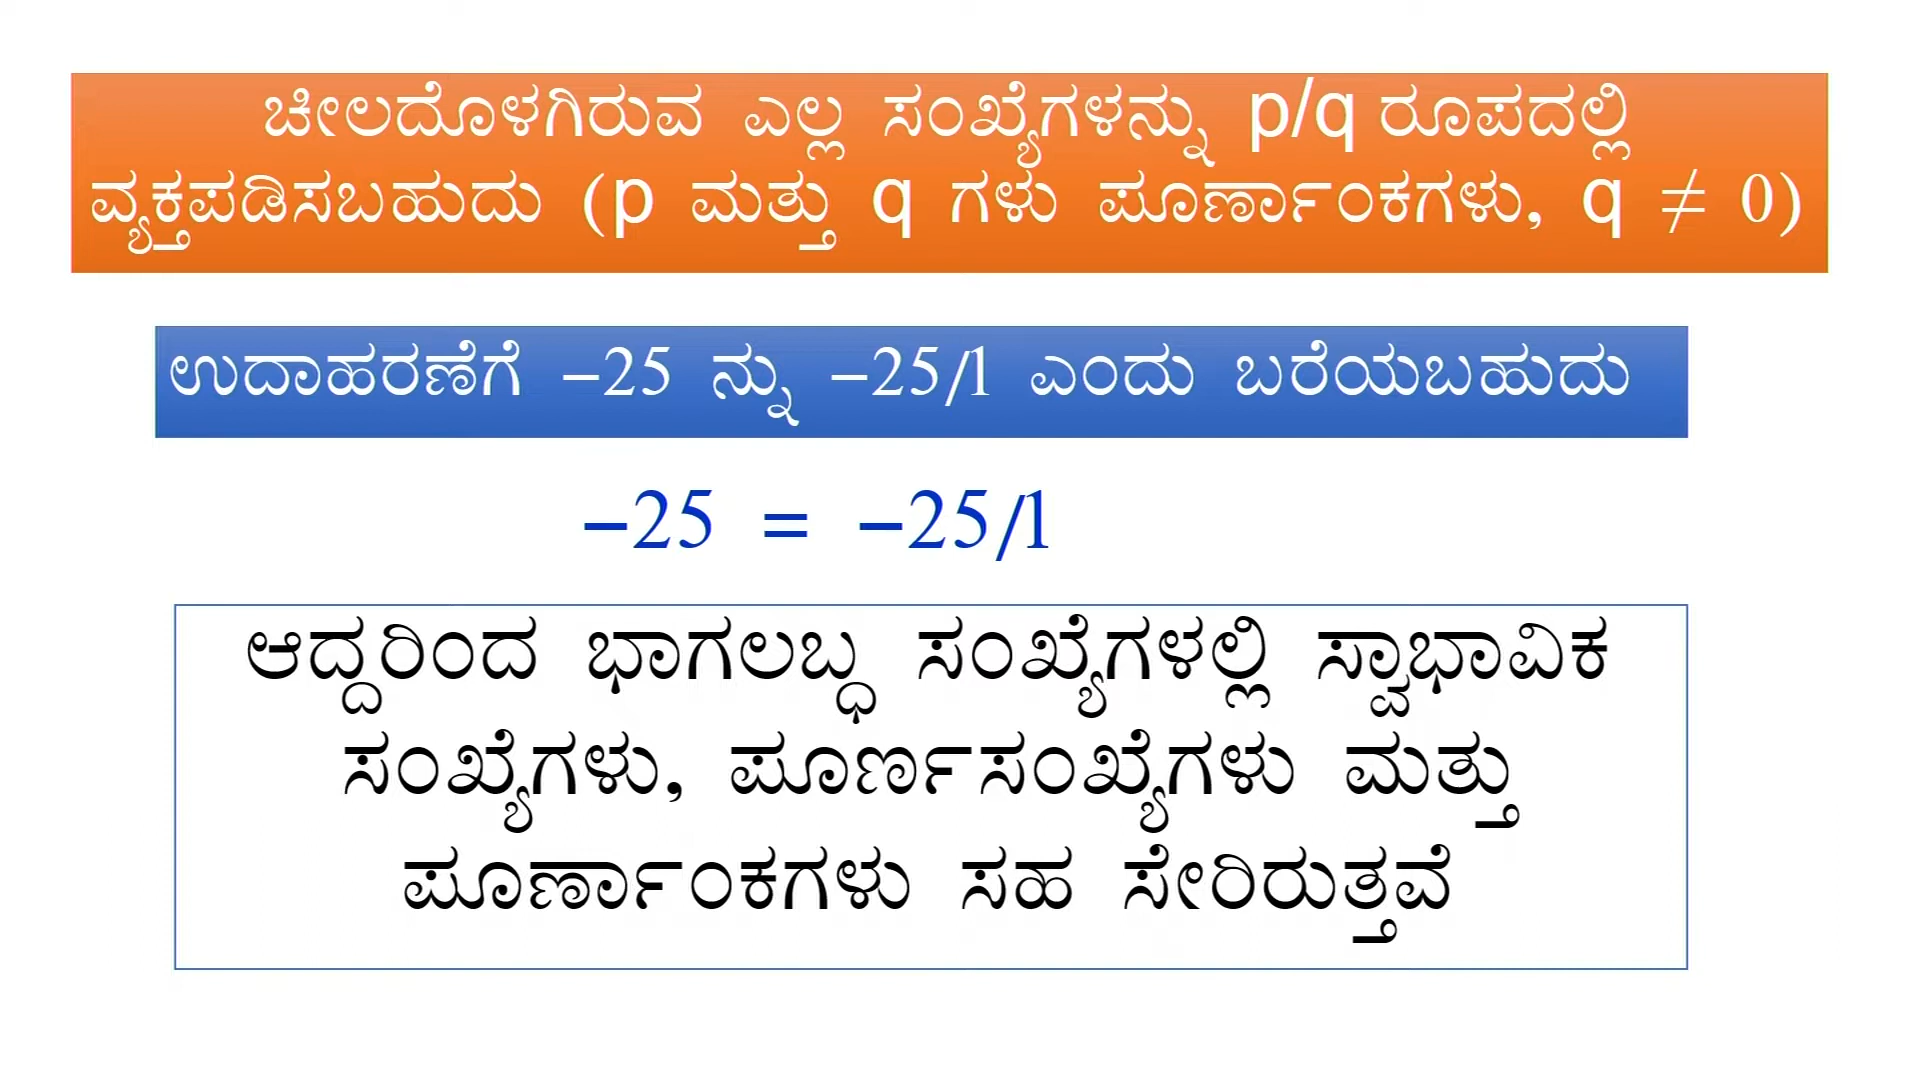 ಚೀಲದೊಳಗಿರುವ ಎಲ್ಲ ಸಂಖ್ಯೆಗಳನ್ನು p/q ರೂಪದಲ್ಲಿ
ವ್ಯಕ್ತಪಡಿಸಬಹುದು (p ಮತ್ತು q ಗಳು ಪೂರ್ಣಾಂಕಗಳು, q ≠ 0)
ಉದಾಹರಣೆಗೆ –25 ನ್ನು –25/1 ಎಂದು ಬರೆಯಬಹುದು
–25 = –25/1
ಆದ್ದರಿಂದ ಭಾಗಲಬ್ಧ ಸಂಖ್ಯೆಗಳಲ್ಲಿ ಸ್ವಾಭಾವಿಕ
ಸಂಖ್ಯೆಗಳು, ಪೂರ್ಣಸಂಖ್ಯೆಗಳು ಮತ್ತು
ಪೂರ್ಣಾಂಕಗಳು ಸಹ ಸೇರಿರುತ್ತವೆ